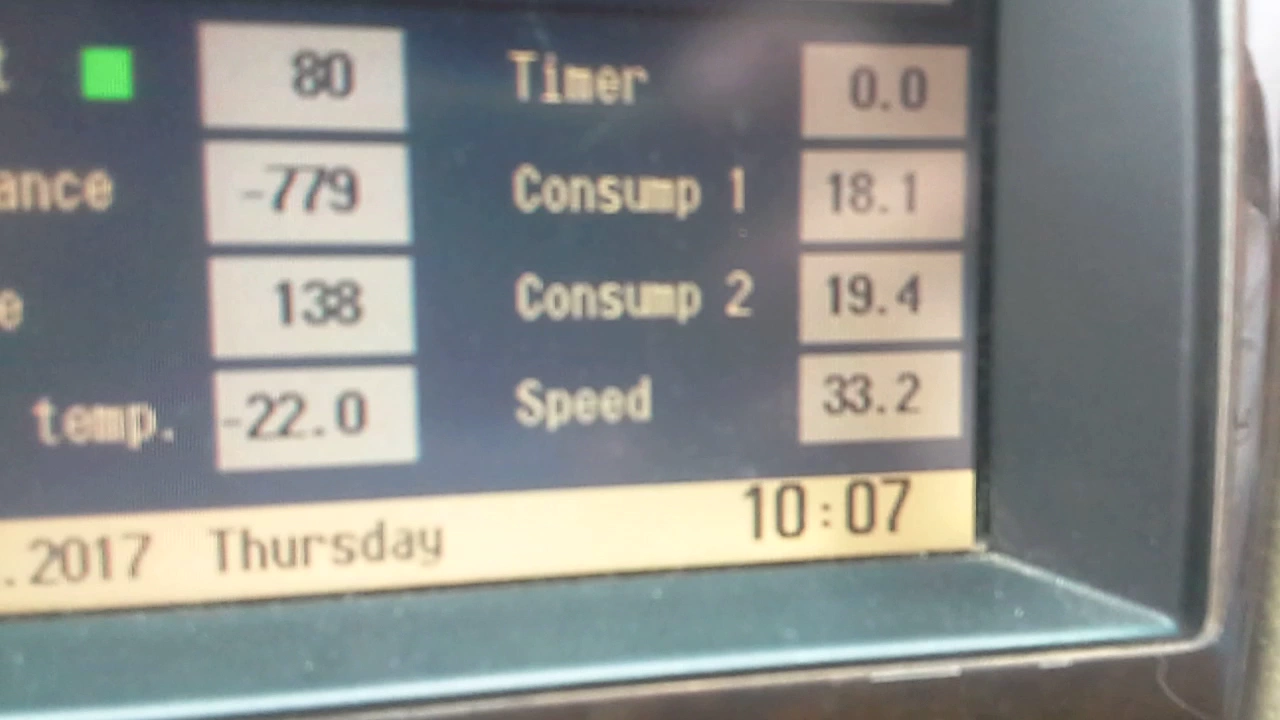 80 Timer 0.0
ance -779 Consump 1 18.1
e 138 Consump 2 19.4
temp. -22.0 Speed 33.2
.2017 Thursday 10:07